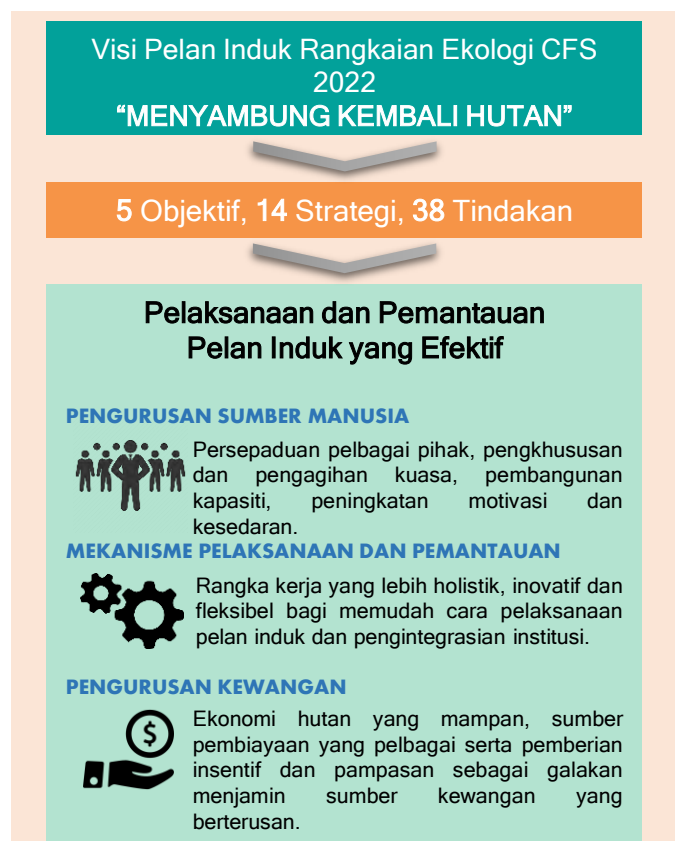 Visi Pelan Induk Rangkaian Ekologi CFS
2022
“MENYAMBUNG KEMBALI HUTAN”
5 Objektif, 14 Strategi, 38 Tindakan
Pelaksanaan dan Pemantauan
Pelan Induk yang Efektif
PENGURUSAN SUMBER MANUSIA
Persepaduan pelbagai pihak, pengkhususan
dan pengagihan kuasa, pembangunan
kapasiti, peningkatan motivasi dan
kesedaran.
MEKANISME PELAKSANAAN DAN PEMANTAUAN
Rangka kerja yang lebih holistik, inovatif dan
fleksibel bagi memudah cara pelaksanaan
pelan induk dan pengintegrasian institusi.
PENGURUSAN KEWANGAN
$
Ekonomi hutan yang mampan, sumber
pembiayaan yang pelbagai serta pemberian
insentif dan pampasan sebagai galakan
menjamin sumber kewangan yang
berterusan.